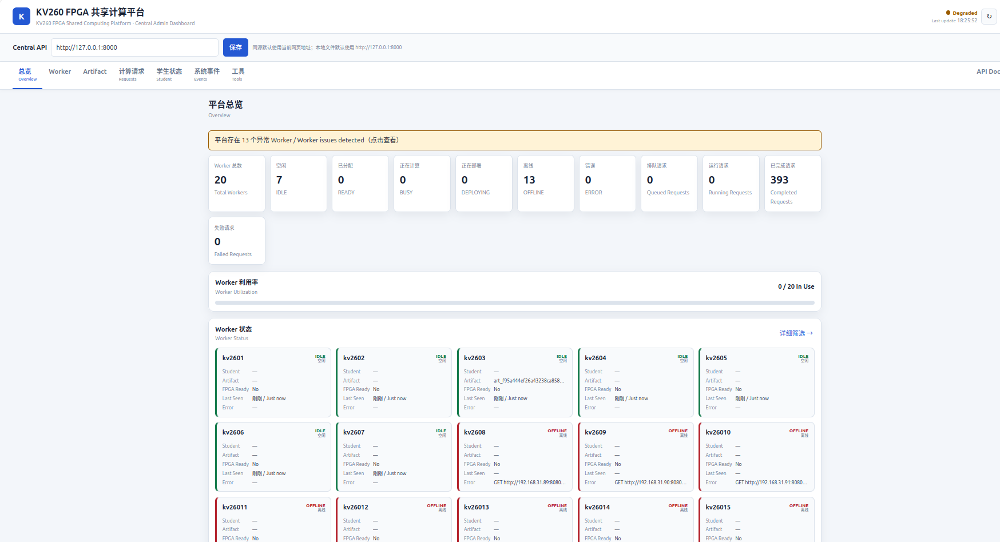 K
KV260 FPGA 共享计算平台
KV260 FPGA Shared Computing Platform · Central Admin Dashboard
Degraded
Last update 18:25:52
↻
Central API
http://127.0.0.1:8000
保存
同源默认使用当前网页地址；本地文件默认使用 http://127.0.0.1:8000
总览 Worker Artifact 计算请求 学生状态 系统事件 工具 API Doc
Overview Requests Student Events Tools
平台总览
Overview
平台存在 13 个异常 Worker / Worker issues detected（点击查看）
Worker 总数 空闲 已分配 正在计算 正在部署 离线 错误 排队请求 运行请求 已完成请求
20 7 0 0 0 13 0 0 0 393
Total Workers IDLE READY BUSY DEPLOYING OFFLINE ERROR Queued Requests Running Requests Completed
Requests
失败请求
0
Failed Requests
Worker 利用率
Worker Utilization
0 / 20 In Use
Worker 状态
Worker Status
详细筛选 →
kv2601 IDLE kv2602 IDLE kv2603 IDLE kv2604 IDLE kv2605 IDLE
空闲 空闲 空闲 空闲 空闲
Student — Student — Student — Student — Student —
Artifact — Artifact — Artifact art_f95a444ef26a43238ca858... Artifact — Artifact —
FPGA Ready No FPGA Ready No FPGA Ready No FPGA Ready No FPGA Ready No
Last Seen 刚刚 / Just now Last Seen 刚刚 / Just now Last Seen 刚刚 / Just now Last Seen 刚刚 / Just now Last Seen 刚刚 / Just now
Error — Error — Error — Error — Error —
kv2606 IDLE kv2607 IDLE kv2608 OFFLINE kv2609 OFFLINE kv26010 OFFLINE
空闲 空闲 离线 离线 离线
Student — Student — Student — Student — Student —
Artifact — Artifact — Artifact — Artifact — Artifact —
FPGA Ready No FPGA Ready No FPGA Ready No FPGA Ready No FPGA Ready No
Last Seen 刚刚 / Just now Last Seen 刚刚 / Just now Last Seen — Last Seen — Last Seen —
Error — Error — Error GET http://192.168.31.89:8080... Error GET http://192.168.31.90:8080... Error GET http://192.168.31.91:8080...
kv26011 OFFLINE kv26012 OFFLINE kv26013 OFFLINE kv26014 OFFLINE kv26015 OFFLINE
离线 离线 离线 离线 离线
Student — Student — Student — Student — Student —
Artifact — Artifact — Artifact — Artifact — Artifact —
FPGA Ready No FPGA Ready No FPGA Ready No FPGA Ready No FPGA Ready No